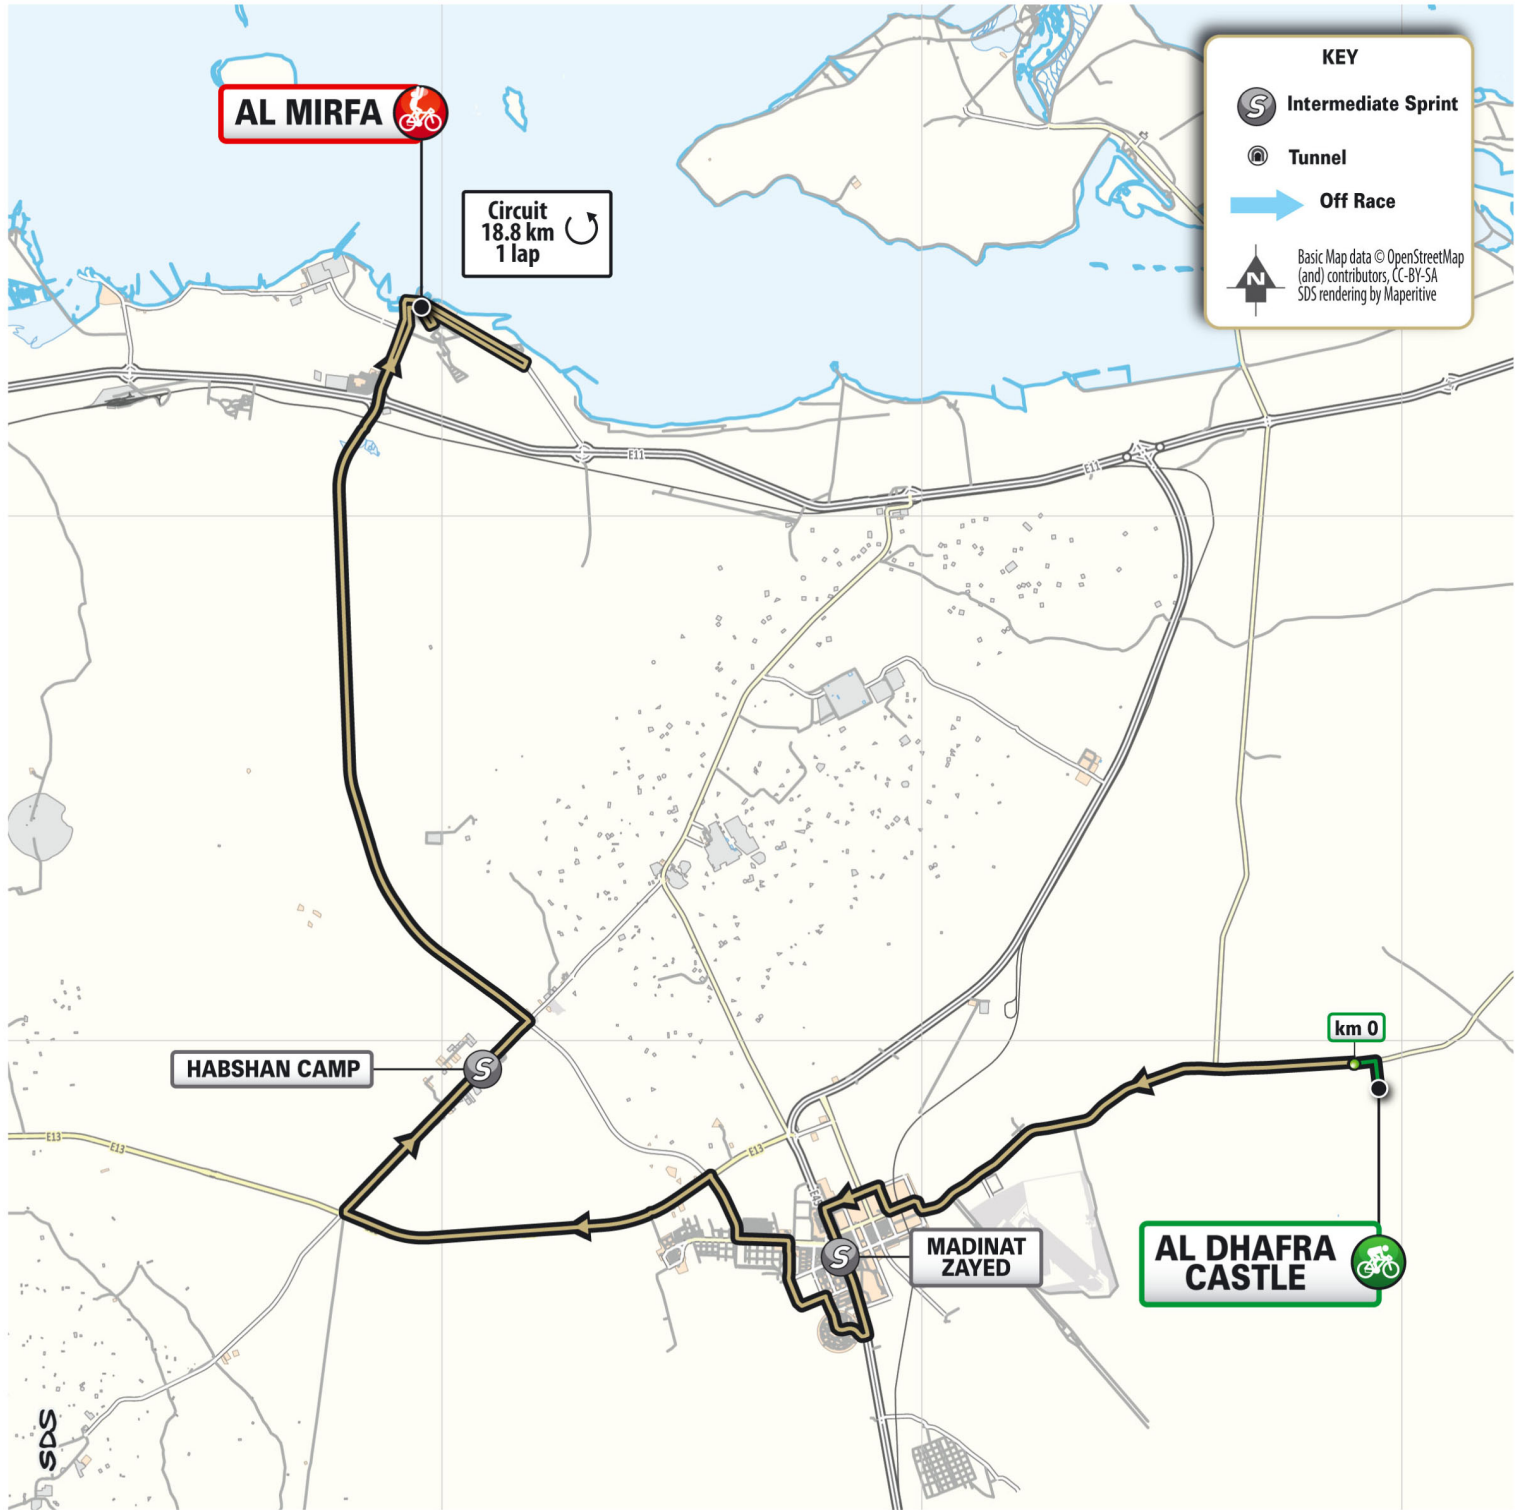 AL MIRFA
Circuit
18.8 km
1 lap
KEY
S
Intermediate Sprint
Tunnel
Off Race
N
Basic Map data © OpenStreetMap
(and) contributors, CC-BY-SA
SDS rendering by Maperitive
E11
E11
km 0
HABSHAN CAMP
S
E13
E13
E13
E45
S
MADINAT
ZAYED
AL DHAFRA
CASTLE
SDS